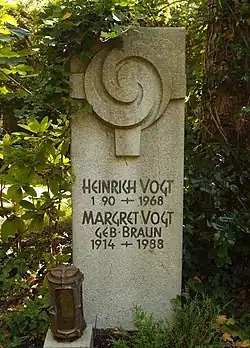 HEINRICH VOGT
1 90 + 1968
MARGRET VOGT
GEB·BRAUN
1914 + 1988